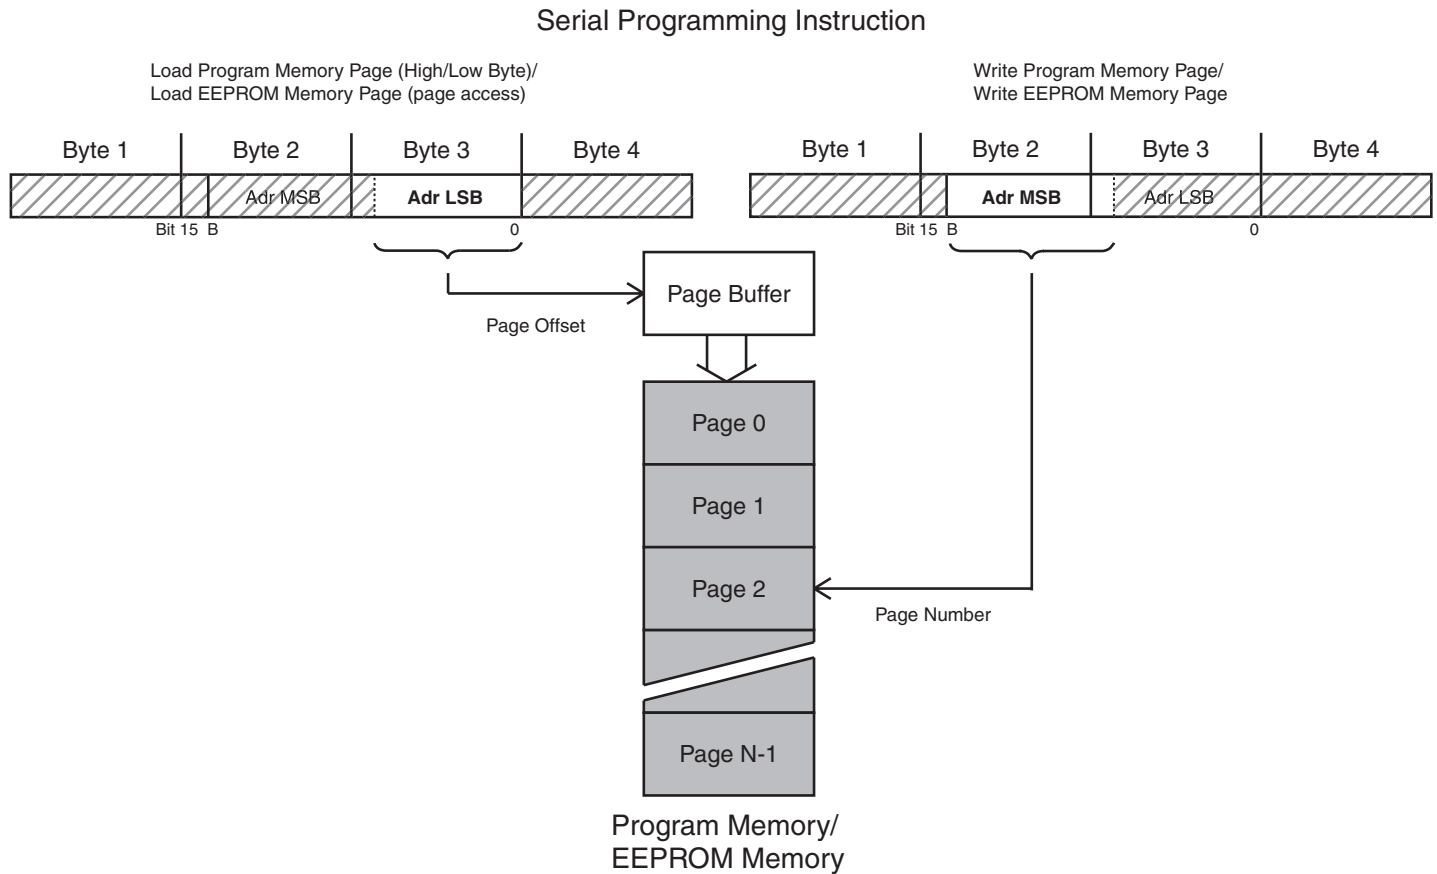 Serial Programming Instruction
Load Program Memory Page (High/Low Byte)/
Load EEPROM Memory Page (page access)
Write Program Memory Page/
Write EEPROM Memory Page
Byte 1 Byte 2 Byte 3 Byte 4
Adr MSB Adr LSB
Bit 15 B 0
Byte 1 Byte 2 Byte 3 Byte 4
Adr MSB Adr LSB
Bit 15 B 0
Page Buffer
Page Offset
Page 0
Page 1
Page 2
Page Number
Page N-1
Program Memory/
EEPROM Memory